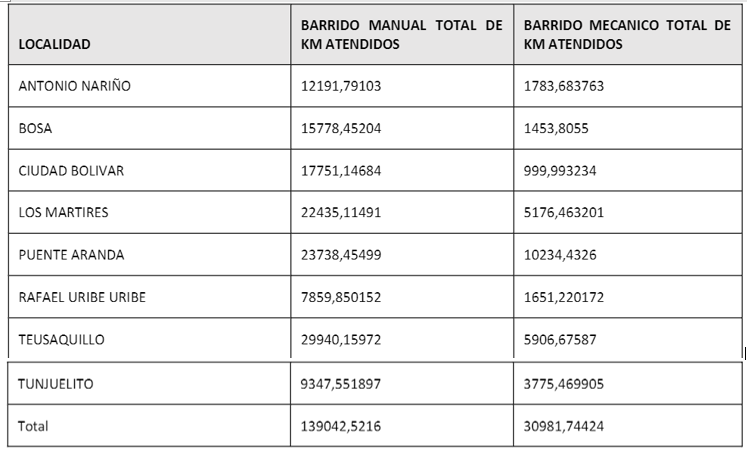 LOCALIDAD
BARRIDO MANUAL TOTAL DE
KM ATENDIDOS
BARRIDO MECANICO TOTAL DE
KM ATENDIDOS
ANTONIO NARIÑO 12191,79103 1783,683763
BOSA 15778,45204 1453,8055
CIUDAD BOLIVAR 17751,14684 999,993234
LOS MARTIRES 22435,11491 5176,463201
PUENTE ARANDA 23738,45499 10234,4326
RAFAEL URIBE URIBE 7859,850152 1651,220172
TEUSAQUILLO 29940,15972 5906,67587
TUNJUELITO 9347,551897 3775,469905
Total 139042,5216 30981,74424